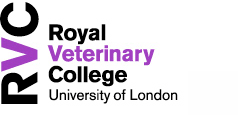 RVC
Royal
Veterinary
College
University of London